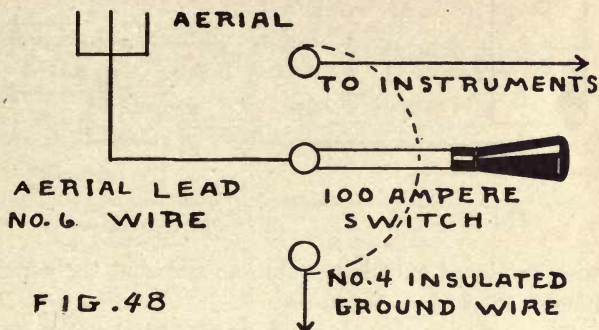 AERIAL
TO INSTRUMENTS
AERIAL LEAD
NO.6 WIRE
100 AMPERE
SWITCH
NO.4 INSULATED
GROUND WIRE
FIG.48